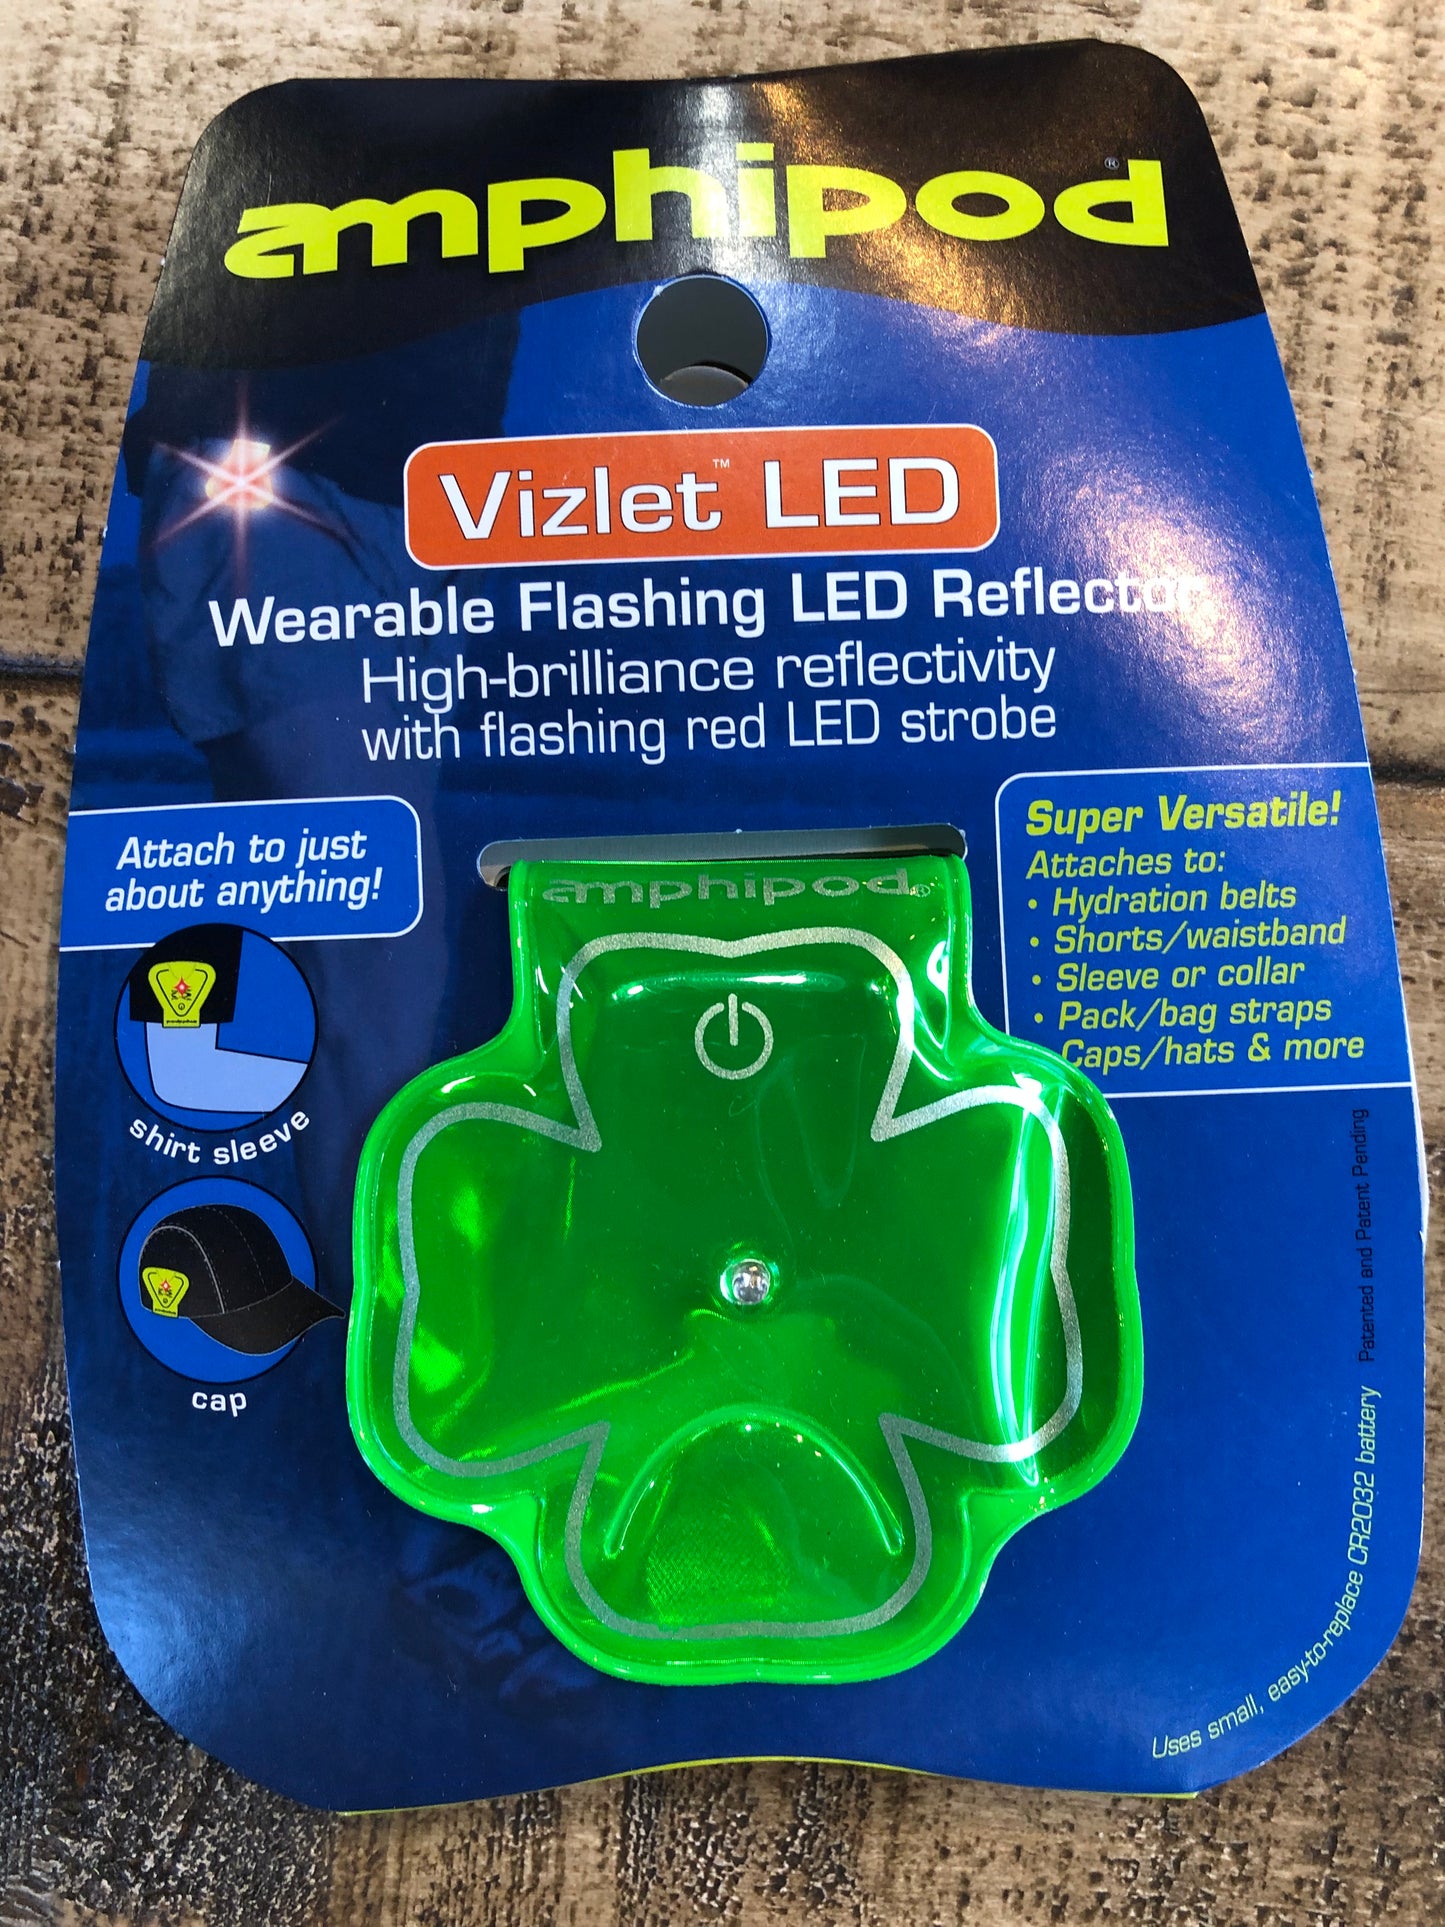 amphipod®
Vizlet™ LED
Wearable Flashing LED Reflector
High-brilliance reflectivity
with flashing red LED strobe
Attach to just
about anything!
shirt sleeve
cap
amphipod®
Super Versatile!
Attaches to:
• Hydration belts
• Shorts/waistband
• Sleeve or collar
• Pack/bag straps
Caps/hats & more
Uses small, easy-to-replace CR2032 battery
Patented and Patent Pending